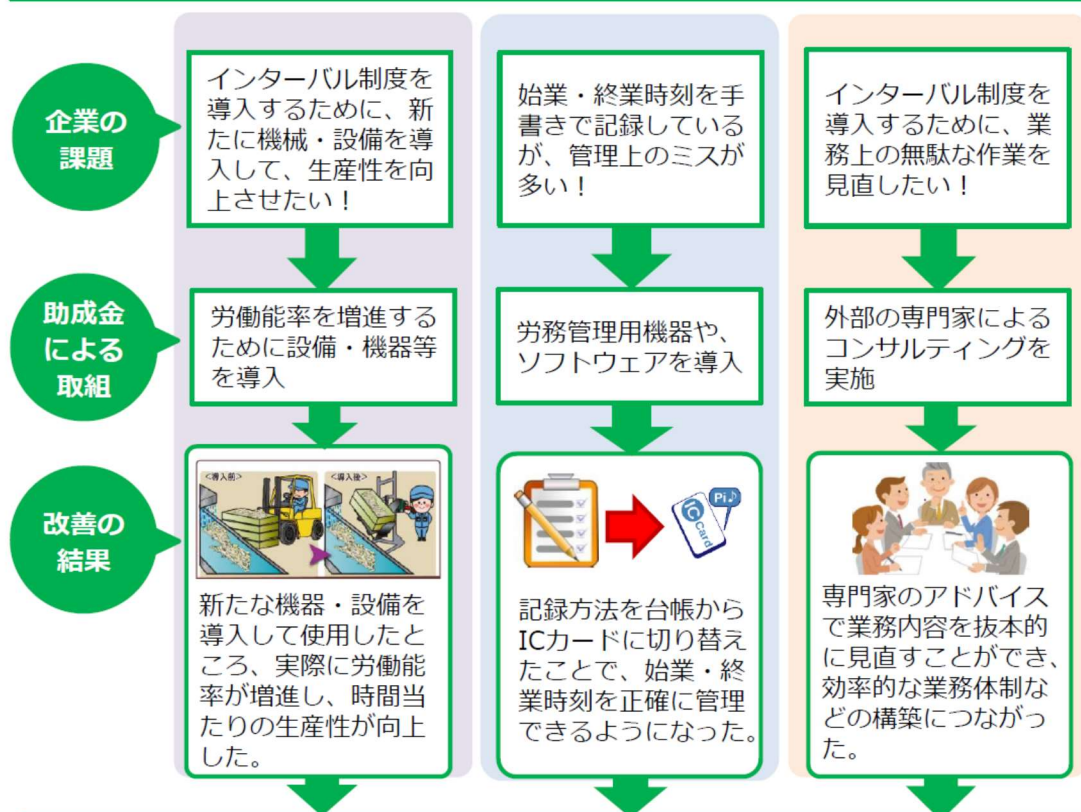 企業の
課題
インターバル制度を
導入するために、新
たに機械・設備を導
入して、生産性を向
上させたい！
始業・終業時刻を手
書きで記録している
が、管理上のミスが
多い！
インターバル制度を
導入するために、業
務上の無駄な作業を
見直したい！
助成金
による
取組
労働能率を増進する
ために設備・機器等
を導入
労務管理用機器や、
ソフトウェアを導入
外部の専門家による
コンサルティングを
実施
改善の
結果
<導入前>
<導入後>
新たな機器・設備を
導入して使用したと
ころ、実際に労働能
率が増進し、時間当
たりの生産性が向上
した。
Pi♪
IC Card
記録方法を台帳から
ICカードに切り替え
たことで、始業・終
業時刻を正確に管理
できるようになった。
専門家のアドバイス
で業務内容を抜本的
に見直すことができ、
効率的な業務体制な
どの構築につながっ
た。